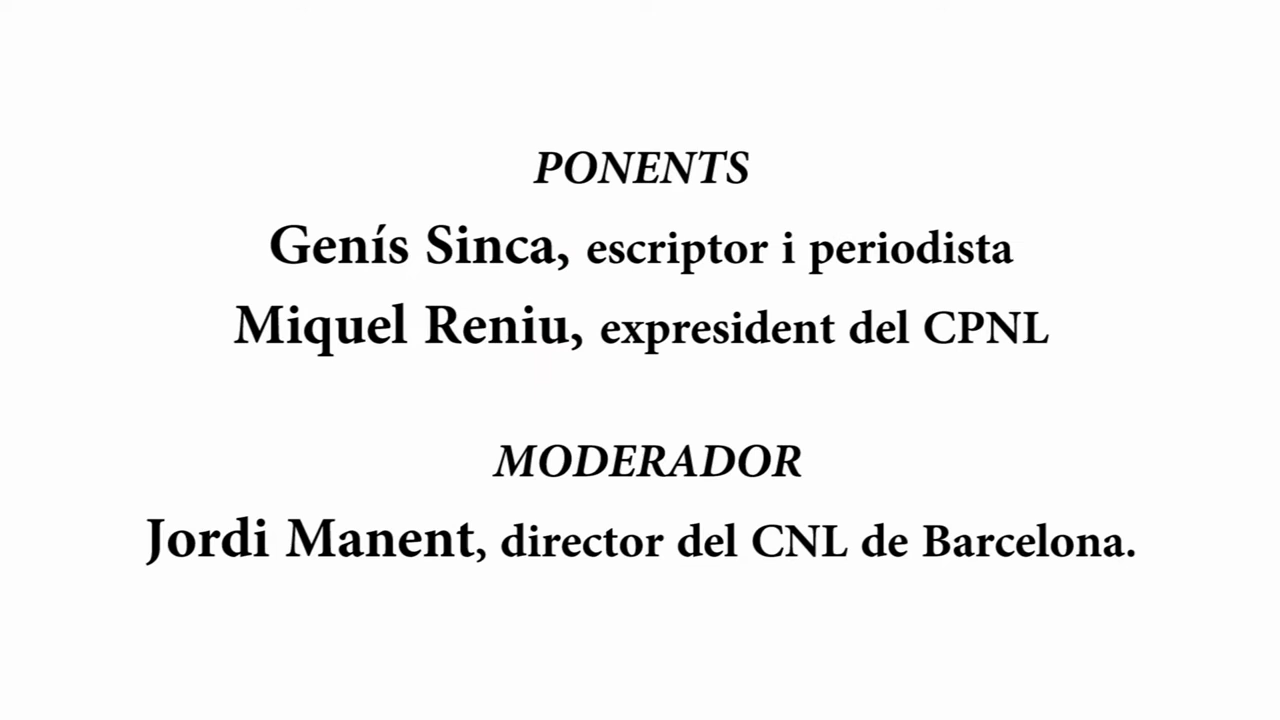 PONENTS
Genís Sinca, escriptor i periodista
Miquel Reniu, expresident del CPNL
MODERADOR
Jordi Manent, director del CNL de Barcelona.